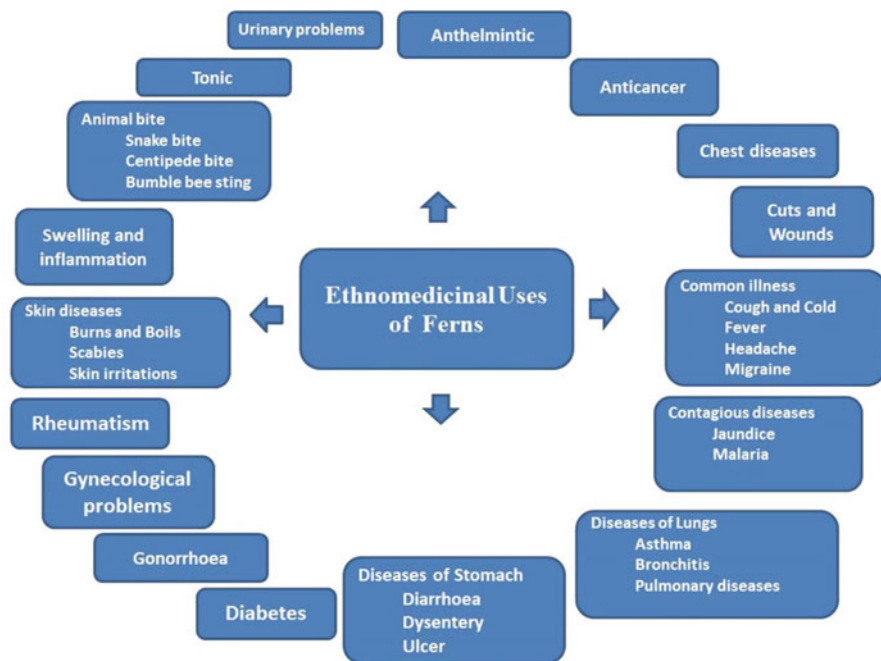 Urinary problems
Anthelmintic
Anticancer
Chest diseases
Cuts and
Wounds
Common illness
Cough and Cold
Fever
Headache
Migraine
Contagious diseases
Jaundice
Malaria
Diseases of Lungs
Asthma
Bronchitis
Pulmonary diseases
Diseases of Stomach
Diarrhoea
Dysentery
Ulcer
Diabetes
Gonorrhoea
Gynecological
problems
Rheumatism
Skin diseases
Burns and Boils
Scabies
Skin irritations
Swelling and
inflammation
Animal bite
Snake bite
Centipede bite
Bumble bee sting
Tonic
Ethnomedicinal Uses
of Ferns